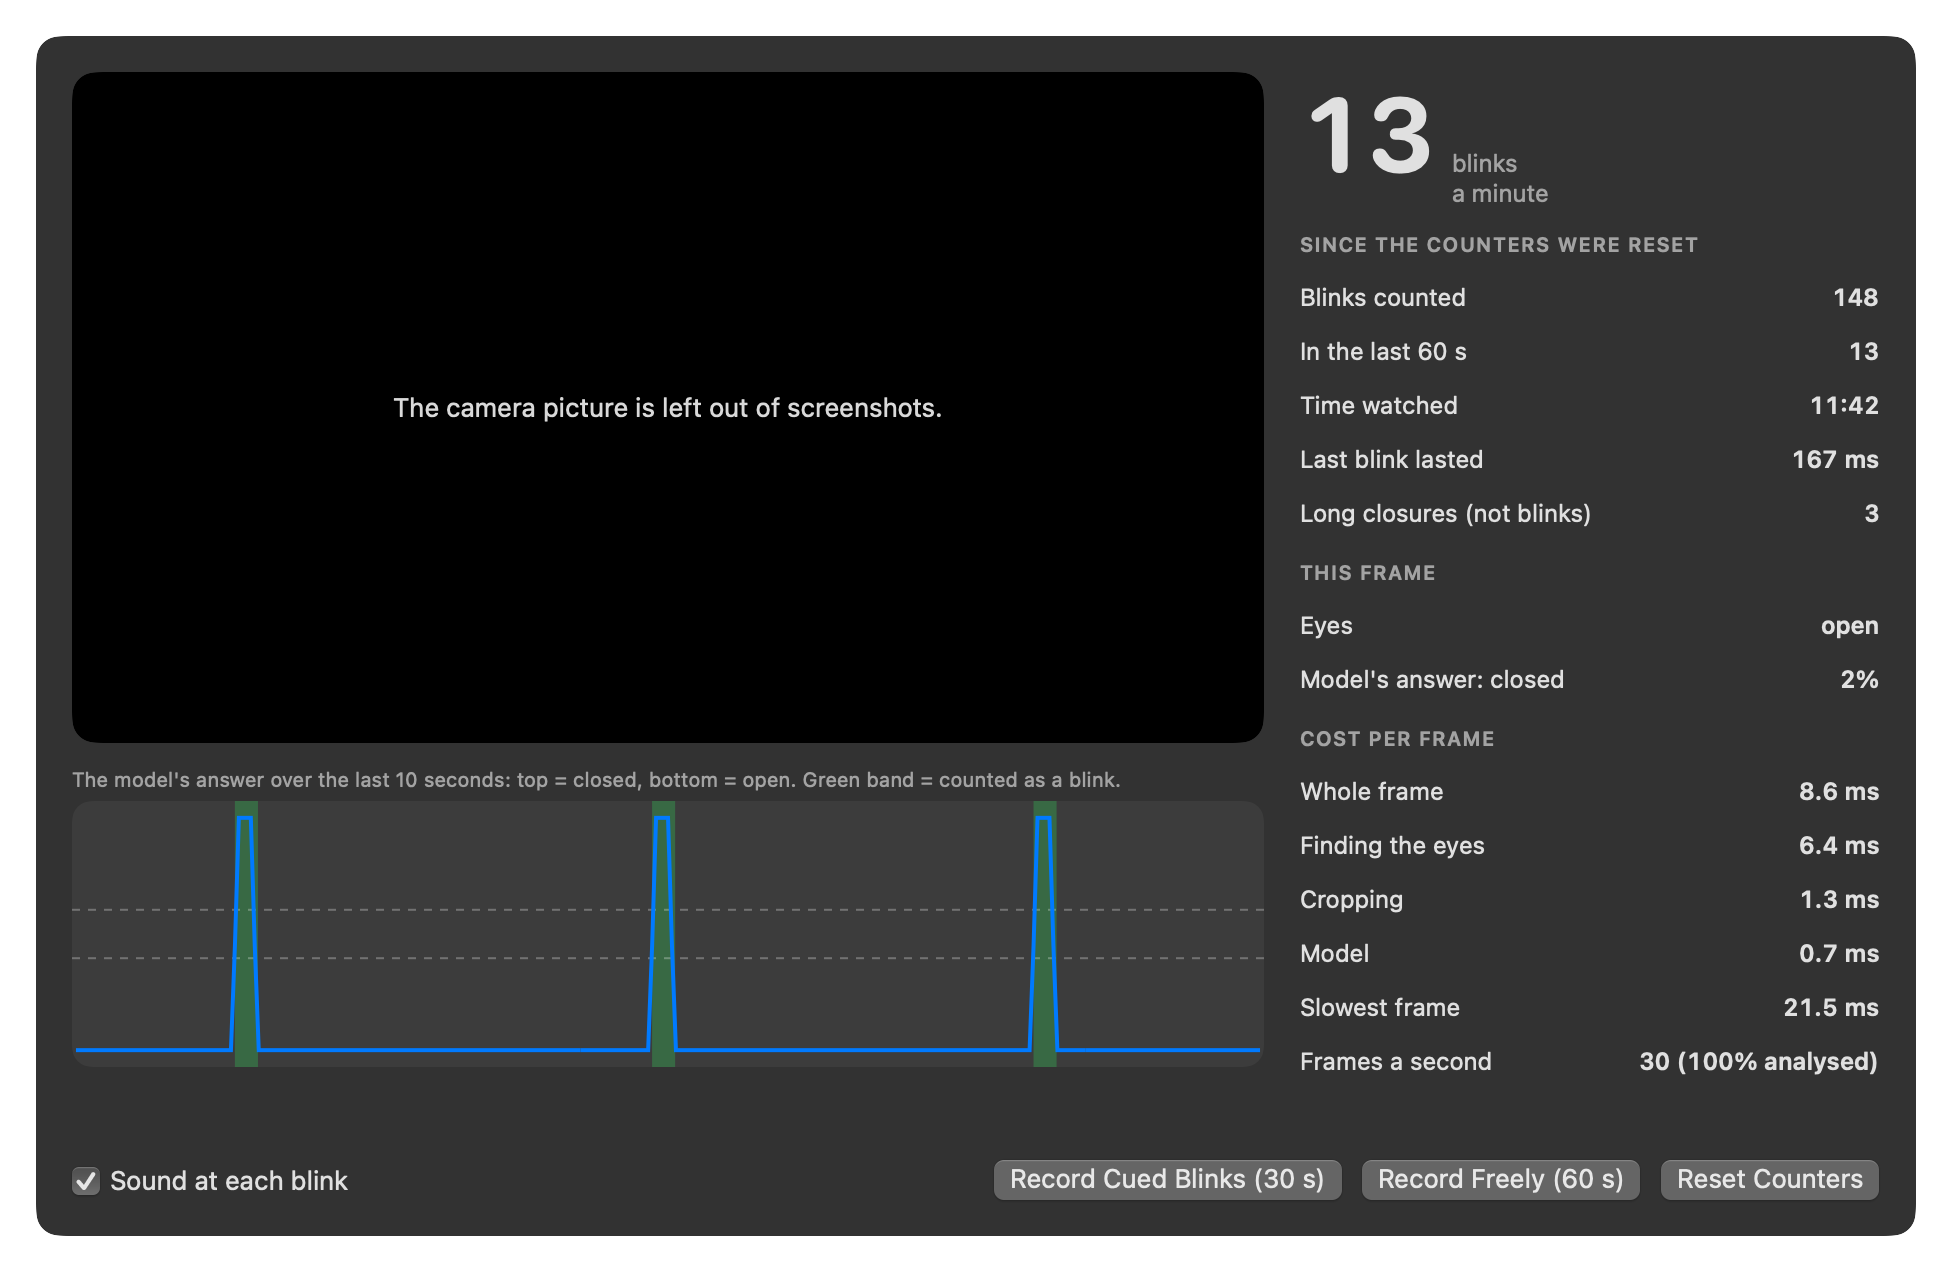 13
blinks
a minute
SINCE THE COUNTERS WERE RESET
Blinks counted 148
In the last 60 s 13
Time watched 11:42
Last blink lasted 167 ms
Long closures (not blinks) 3
THIS FRAME
Eyes open
Model's answer: closed 2%
COST PER FRAME
Whole frame 8.6 ms
Finding the eyes 6.4 ms
Cropping 1.3 ms
Model 0.7 ms
Slowest frame 21.5 ms
Frames a second 30 (100% analysed)
The camera picture is left out of screenshots.
The model's answer over the last 10 seconds: top = closed, bottom = open. Green band = counted as a blink.
Sound at each blink
Record Cued Blinks (30 s)
Record Freely (60 s)
Reset Counters